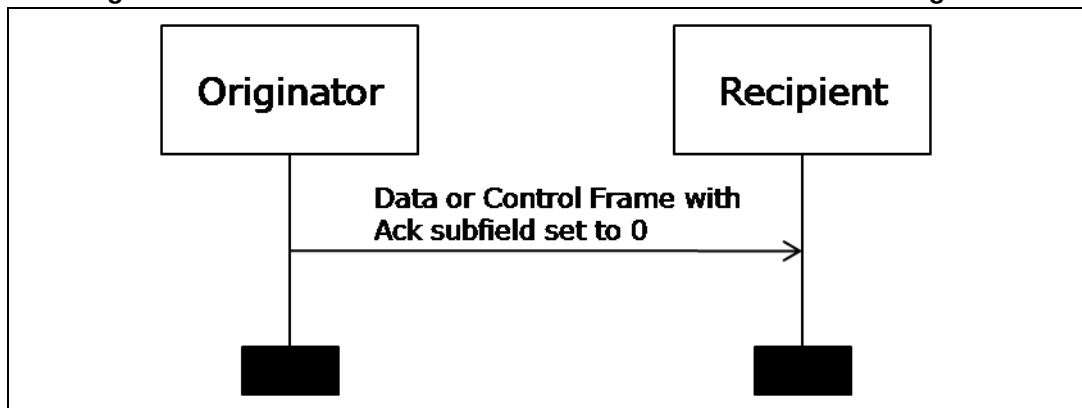 Originator
Recipient
Data or Control Frame with
Ack subfield set to 0